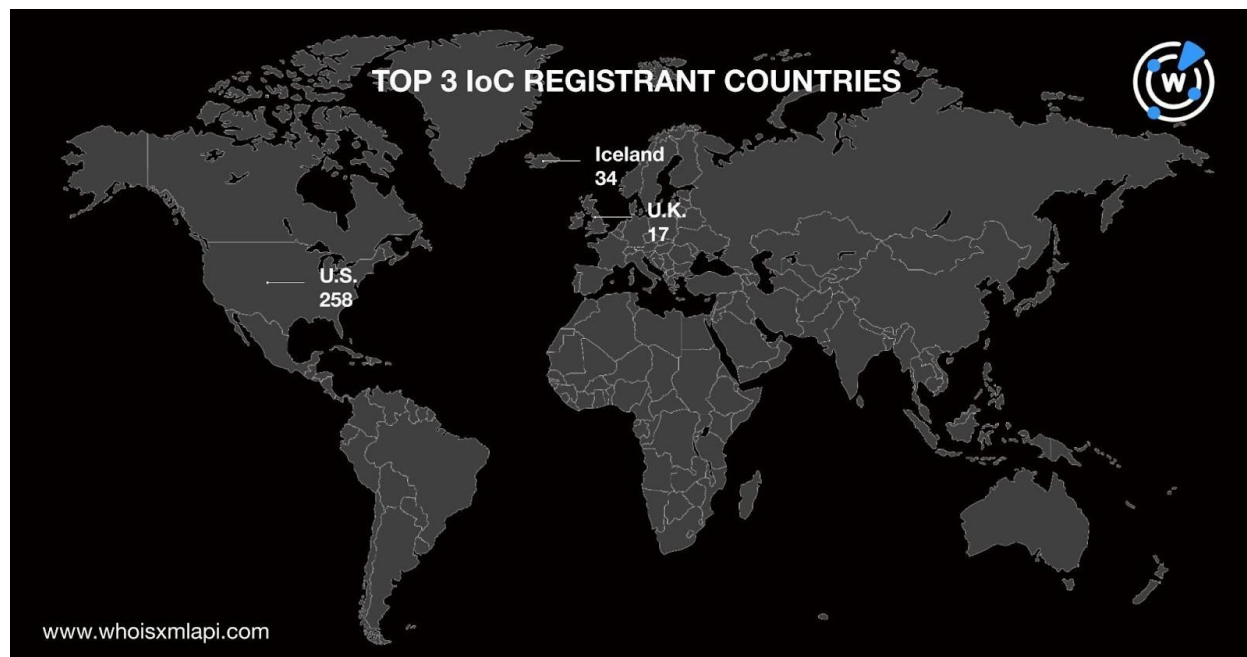 TOP 3 IoC REGISTRANT COUNTRIES
W
Iceland
34
U.K.
17
U.S.
258
www.whoisxmlapi.com